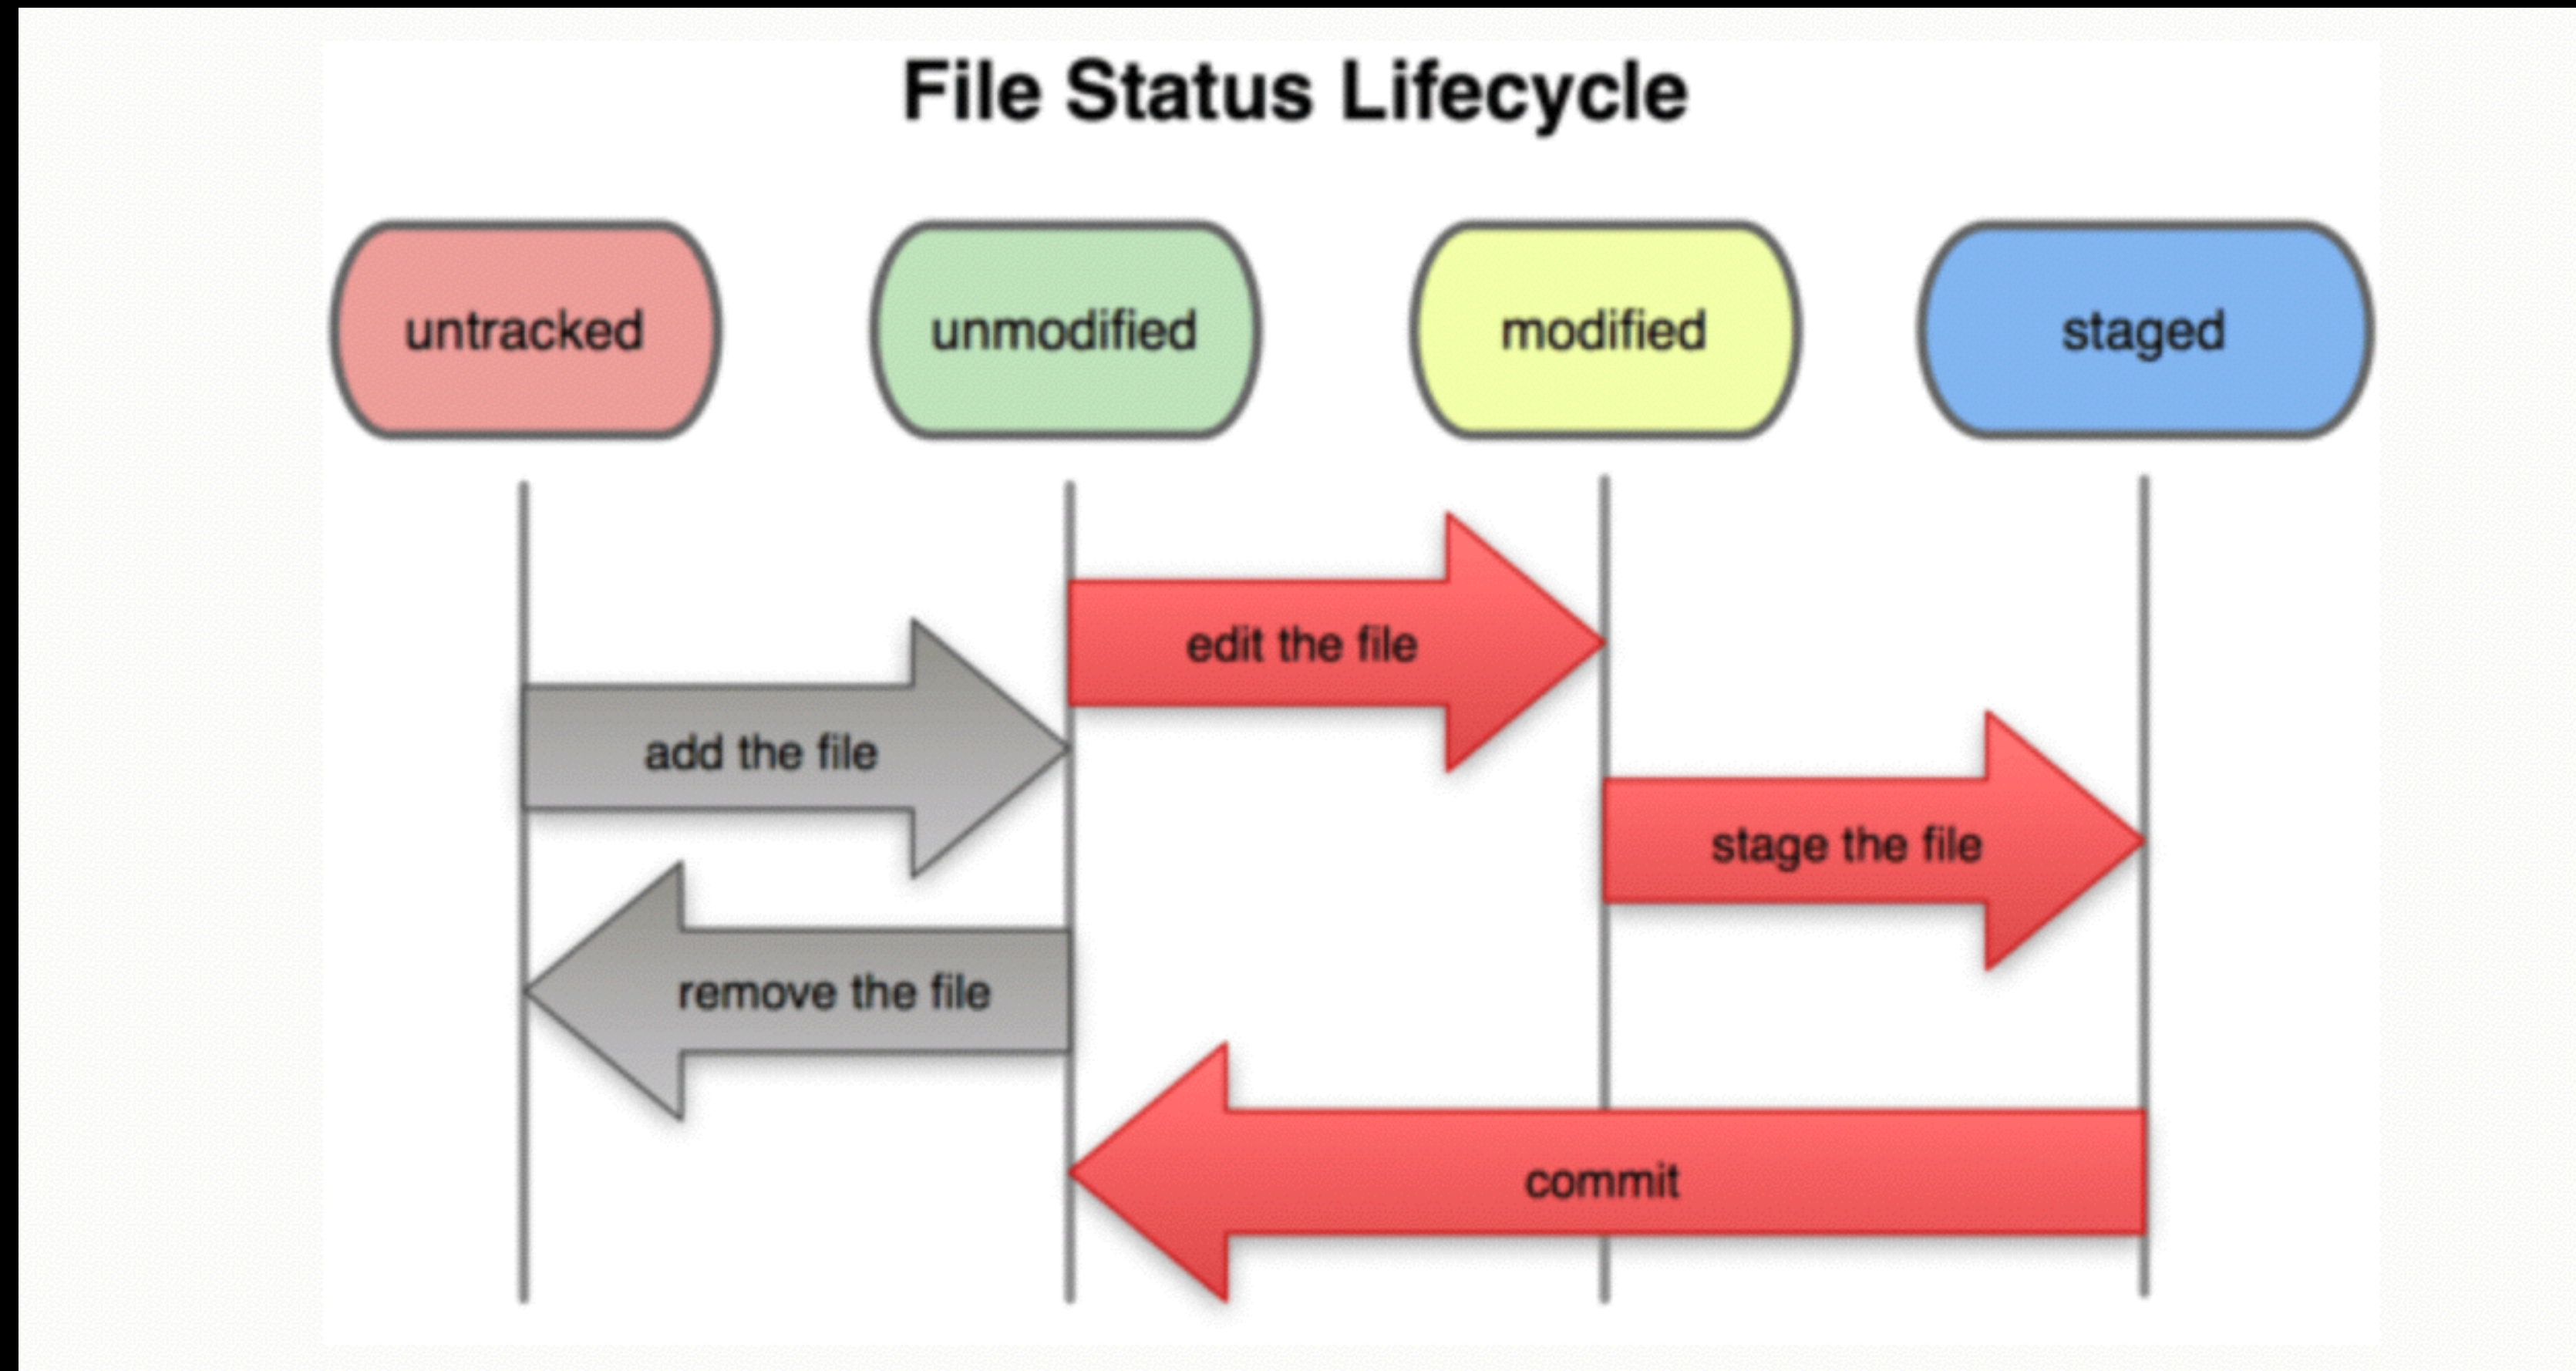 File Status Lifecycle
untracked
unmodified
modified
staged
edit the file
add the file
stage the file
remove the file
commit